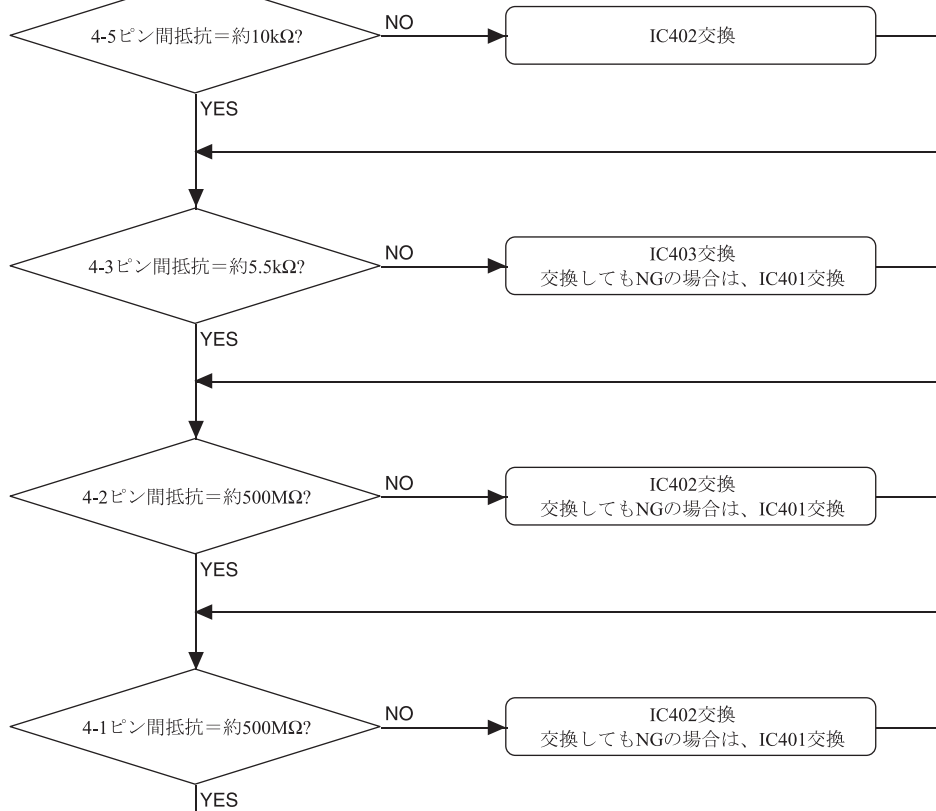 4-5ピン間抵抗＝約10kΩ?
NO
IC402交換
YES
4-3ピン間抵抗＝約5.5kΩ?
NO
IC403交換
交換してもNGの場合は、IC401交換
YES
4-2ピン間抵抗＝約500MΩ?
NO
IC402交換
交換してもNGの場合は、IC401交換
YES
4-1ピン間抵抗＝約500MΩ?
NO
IC402交換
交換してもNGの場合は、IC401交換
YES